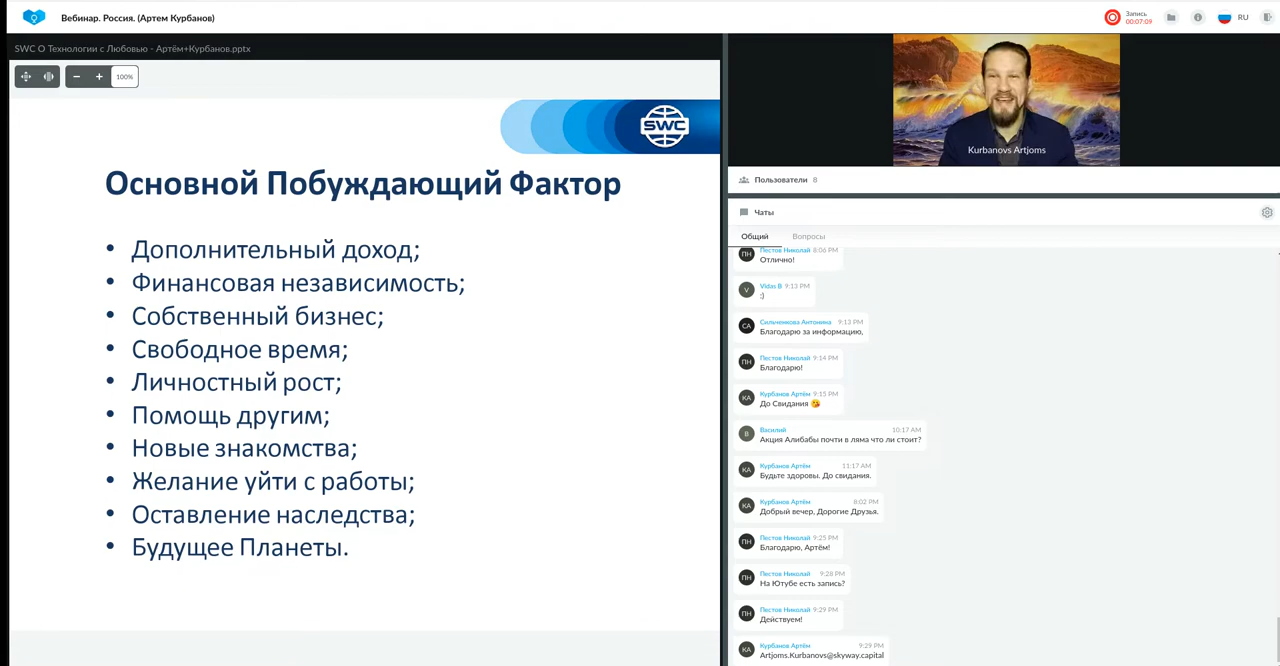 Вебинар. Россия. (Артем Курбанов)
Запись
00:07:09
RU
SWC О Технологии с Любовью - Артём+Курбанов.pptx
100%
SWC
Основной Побуждающий Фактор
• Дополнительный доход;
• Финансовая независимость;
• Собственный бизнес;
• Свободное время;
• Личностный рост;
• Помощь другим;
• Новые знакомства;
• Желание уйти с работы;
• Оставление наследства;
• Будущее Планеты.
Kurbanovs Artjoms
Пользователи 8
Чаты
Общий Вопросы
ПН Пестов Николай 8:06 PM
Отлично!
V Vidas B 9:13 PM
:)
СА Сильченкова Антонина 9:13 PM
Благодарю за информацию,
ПН Пестов Николай 9:14 PM
Благодарю!
КА Курбанов Артём 9:15 PM
До Свидания 😘
В Василий 10:17 AM
Акция Алибабы почти в ляма что ли стоит?
КА Курбанов Артём 11:17 AM
Будьте здоровы. До свидания.
КА Курбанов Артём 8:02 PM
Добрый вечер, Дорогие Друзья.
ПН Пестов Николай 9:25 PM
Благодарю, Артём!
ПН Пестов Николай 9:28 PM
На Ютубе есть запись?
ПН Пестов Николай 9:29 PM
Действуем!
КА Курбанов Артём 9:29 PM
Artjoms.Kurbanovs@skyway.capital